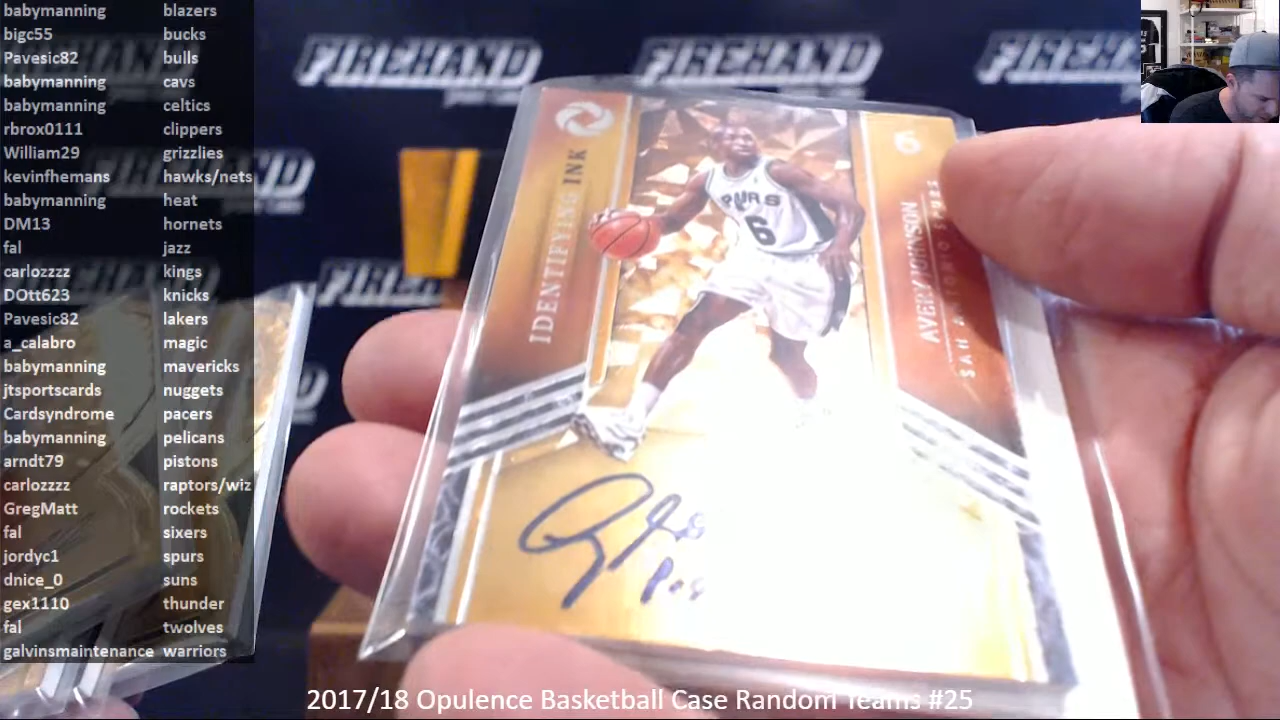 babymanning blazers
bigc55 bucks
Pavesic82 bulls
babymanning cavs
babymanning celtics
rbrox0111 clippers
William29 grizzlies
kevinfhemans hawks/nets
babymanning heat
DM13 hornets
fal jazz
carlozzzz kings
DOtt623 knicks
Pavesic82 lakers
a_calabro magic
babymanning mavericks
jtsportscards nuggets
Cardsyndrome pacers
babymanning pelicans
arndt79 pistons
carlozzzz raptors/wiz
GregMatt rockets
fal sixers
jordyc1 spurs
dnice_0 suns
gex1110 thunder
fal twolves
galvinsmaintenance warriors
FIREHAND
FIREHAND
FIREHAND
FIREHAND
FIREHAND
IDENTIFYING INK
PURS
6
AVERY JOHNSON
SAN ANTONIO SPURS
2017/18 Opulence Basketball Case Random Teams #25